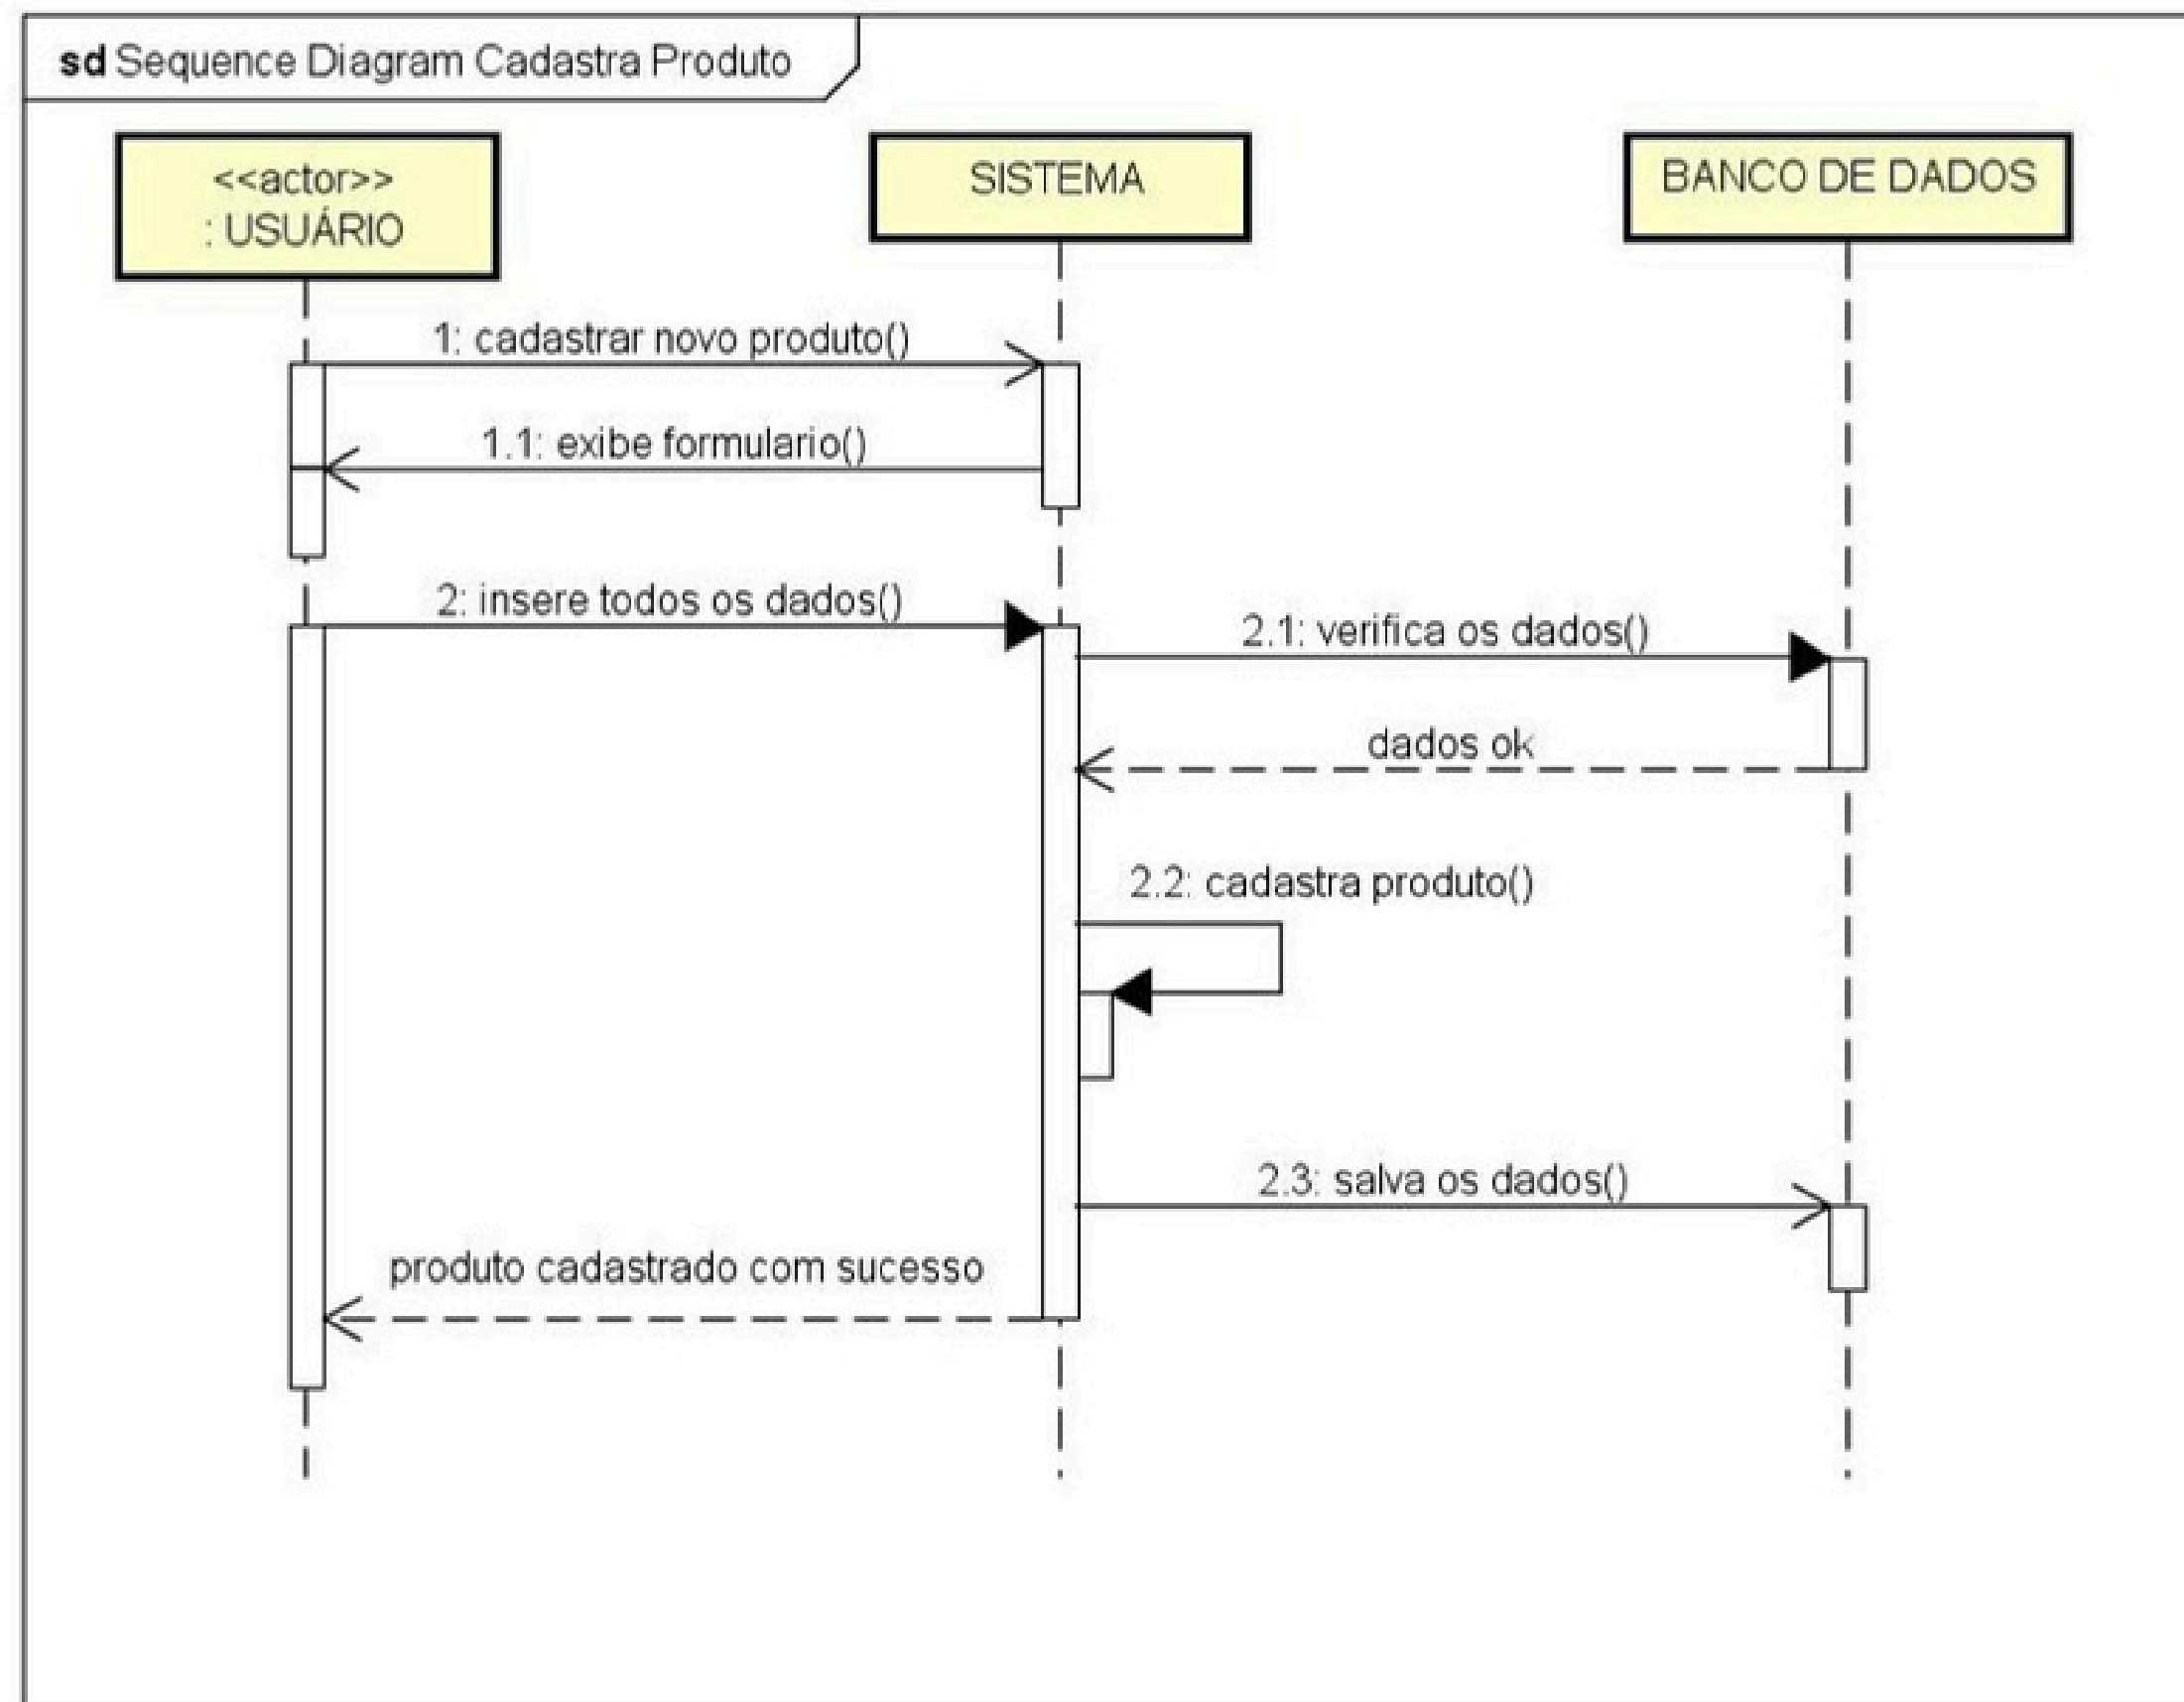 sd Sequence Diagram Cadastra Produto
<<actor>>
: USUÁRIO
SISTEMA
BANCO DE DADOS
1: cadastrar novo produto()
1.1: exibe formulario()
2: insere todos os dados()
2.1: verifica os dados()
dados ok
2.2: cadastra produto()
2.3: salva os dados()
produto cadastrado com sucesso